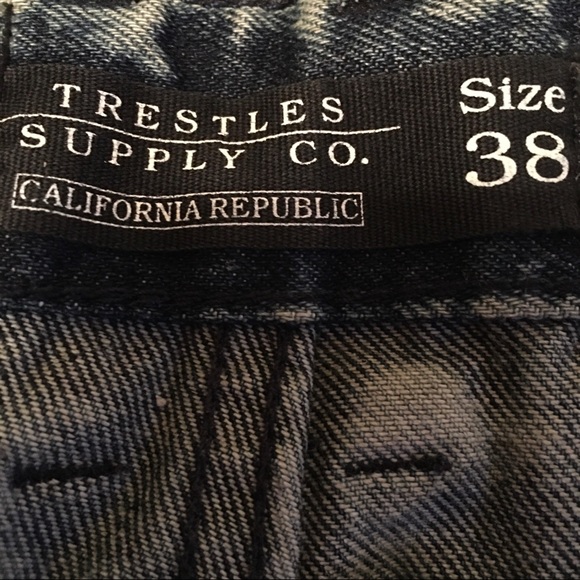 TRESTLES
SUPPLY CO.
CALIFORNIA REPUBLIC
Size
38